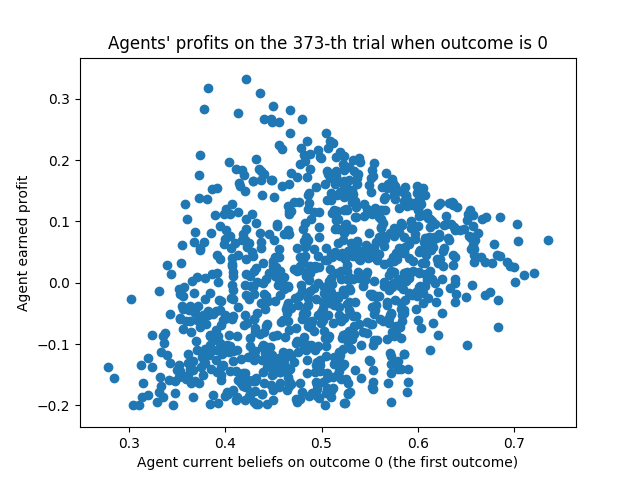 Agents' profits on the 373-th trial when outcome is 0
Agent earned profit
0.3
0.2
0.1
0.0
−0.1
−0.2
0.3 0.4 0.5 0.6 0.7
Agent current beliefs on outcome 0 (the first outcome)